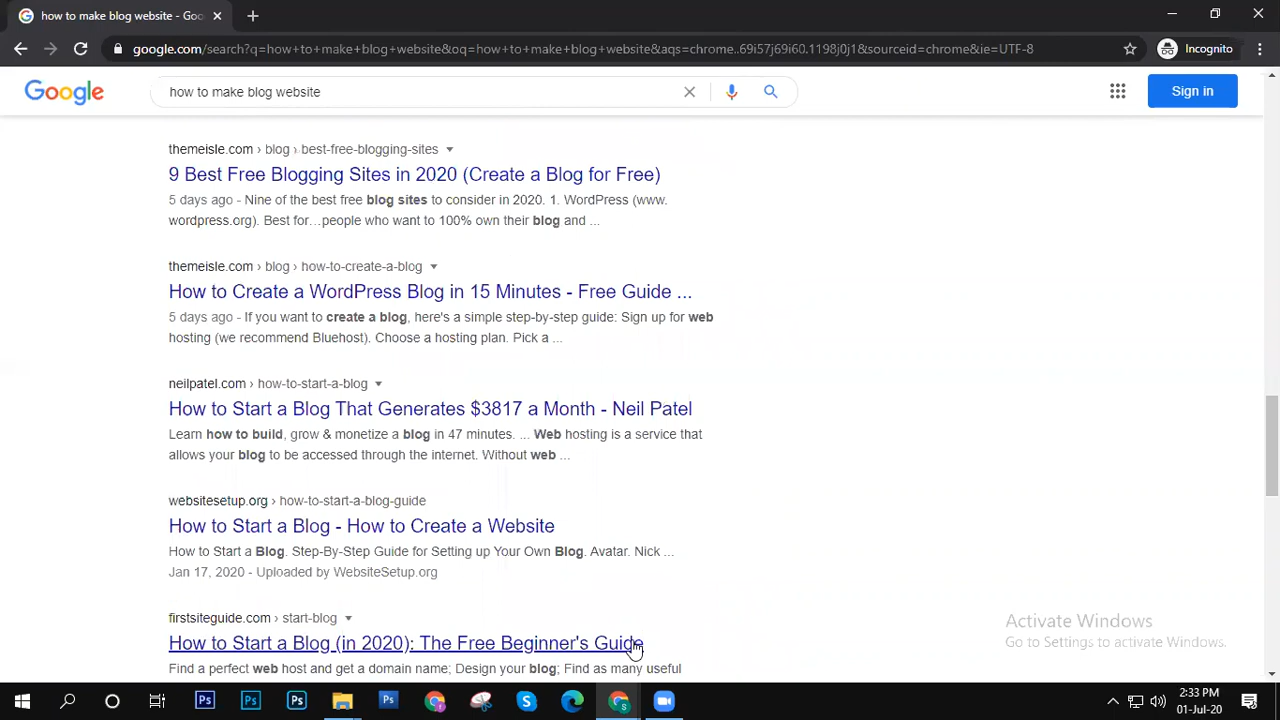 how to make blog website - Goo
google.com/search?q=how+to+make+blog+website&oq=how+to+make+blog+website&aqs=chrome..69i57j69i60.1198j0j1&sourceid=chrome&ie=UTF-8
Incognito
Google
how to make blog website
Sign in
themeisle.com › blog › best-free-blogging-sites
9 Best Free Blogging Sites in 2020 (Create a Blog for Free)
5 days ago - Nine of the best free blog sites to consider in 2020. 1. WordPress (www.
wordpress.org). Best for…people who want to 100% own their blog and ...
themeisle.com › blog › how-to-create-a-blog
How to Create a WordPress Blog in 15 Minutes - Free Guide ...
5 days ago - If you want to create a blog, here's a simple step-by-step guide: Sign up for web
hosting (we recommend Bluehost). Choose a hosting plan. Pick a ...
neilpatel.com › how-to-start-a-blog
How to Start a Blog That Generates $3817 a Month - Neil Patel
Learn how to build, grow & monetize a blog in 47 minutes. ... Web hosting is a service that
allows your blog to be accessed through the internet. Without web ...
websitesetup.org › how-to-start-a-blog-guide
How to Start a Blog - How to Create a Website
How to Start a Blog. Step-By-Step Guide for Setting up Your Own Blog. Avatar. Nick ...
Jan 17, 2020 - Uploaded by WebsiteSetup.org
firstsiteguide.com › start-blog
How to Start a Blog (in 2020): The Free Beginner's Guide
Find a perfect web host and get a domain name; Design your blog; Find as many useful
Activate Windows
Go to Settings to activate Windows.
Ps
Ps
Ps
Ps
S
S
2:33 PM
01-Jul-20